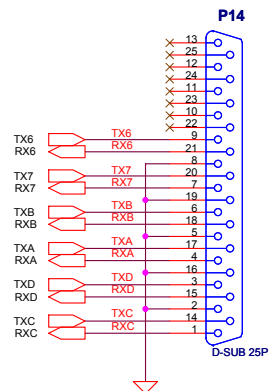 P14
13
25
12
24
11
23
10
22
TX6 TX6 9
RX6 RX6 21
8
TX7 TX7 20
RX7 RX7 7
19
TXB TXB 6
RXB RXB 18
5
TXA TXA 17
RXA RXA 4
16
TXD TXD 3
RXD RXD 15
2
TXC TXC 14
RXC RXC 1
D-SUB 25P